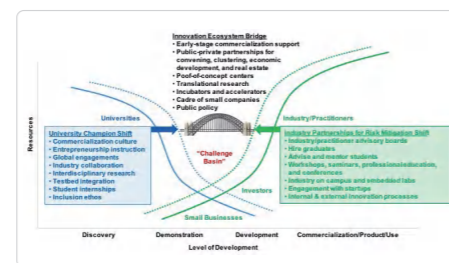 Innovation Ecosystem Bridge
• Early-stage commercialization support
• Public-private partnerships for
convening, clustering, economic
development, and real estate
• Poof-of-concept centers
• Translational research
• Incubators and accelerators
• Cadre of small companies
• Public policy
Universities
Industry/Practitioners
University Champion Shift
• Commercialization culture
• Entrepreneurship instruction
• Global engagements
• Industry collaboration
• Interdisciplinary research
• Testbed integration
• Student internships
• Inclusion ethos
"Challenge
Basin"
Industry Partnerships for Risk Mitigation Shift
• Industry/practitioner advisory boards
• Hire graduates
• Advise and mentor students
• Workshops, seminars, professional education,
and conferences
• Industry on campus and embedded labs
• Engagement with startups
• Internal & external innovation processes
Investors
Small Businesses
Resources
Discovery
Demonstration
Development
Commercialization/Product/Use
Level of Development